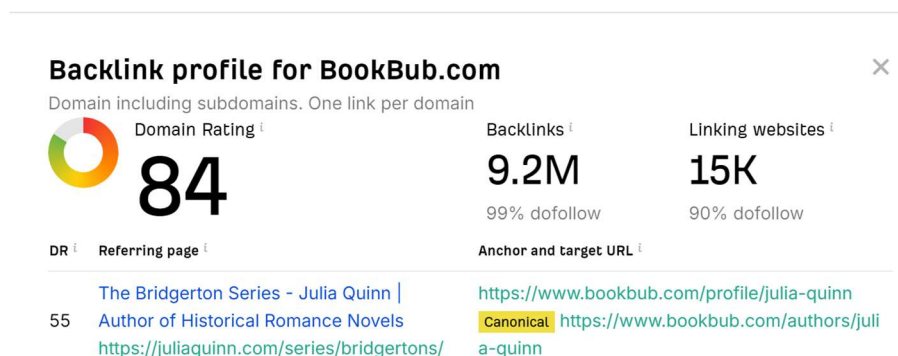 Backlink profile for BookBub.com
Domain including subdomains. One link per domain
Domain Rating i
84
Backlinks i
9.2M
99% dofollow
Linking websites i
15K
90% dofollow
DR i Referring page i Anchor and target URL i
55
The Bridgerton Series - Julia Quinn |
Author of Historical Romance Novels
https://juliaquinn.com/series/bridgertons/
https://www.bookbub.com/profile/julia-quinn
Canonical https://www.bookbub.com/authors/juli
a-quinn